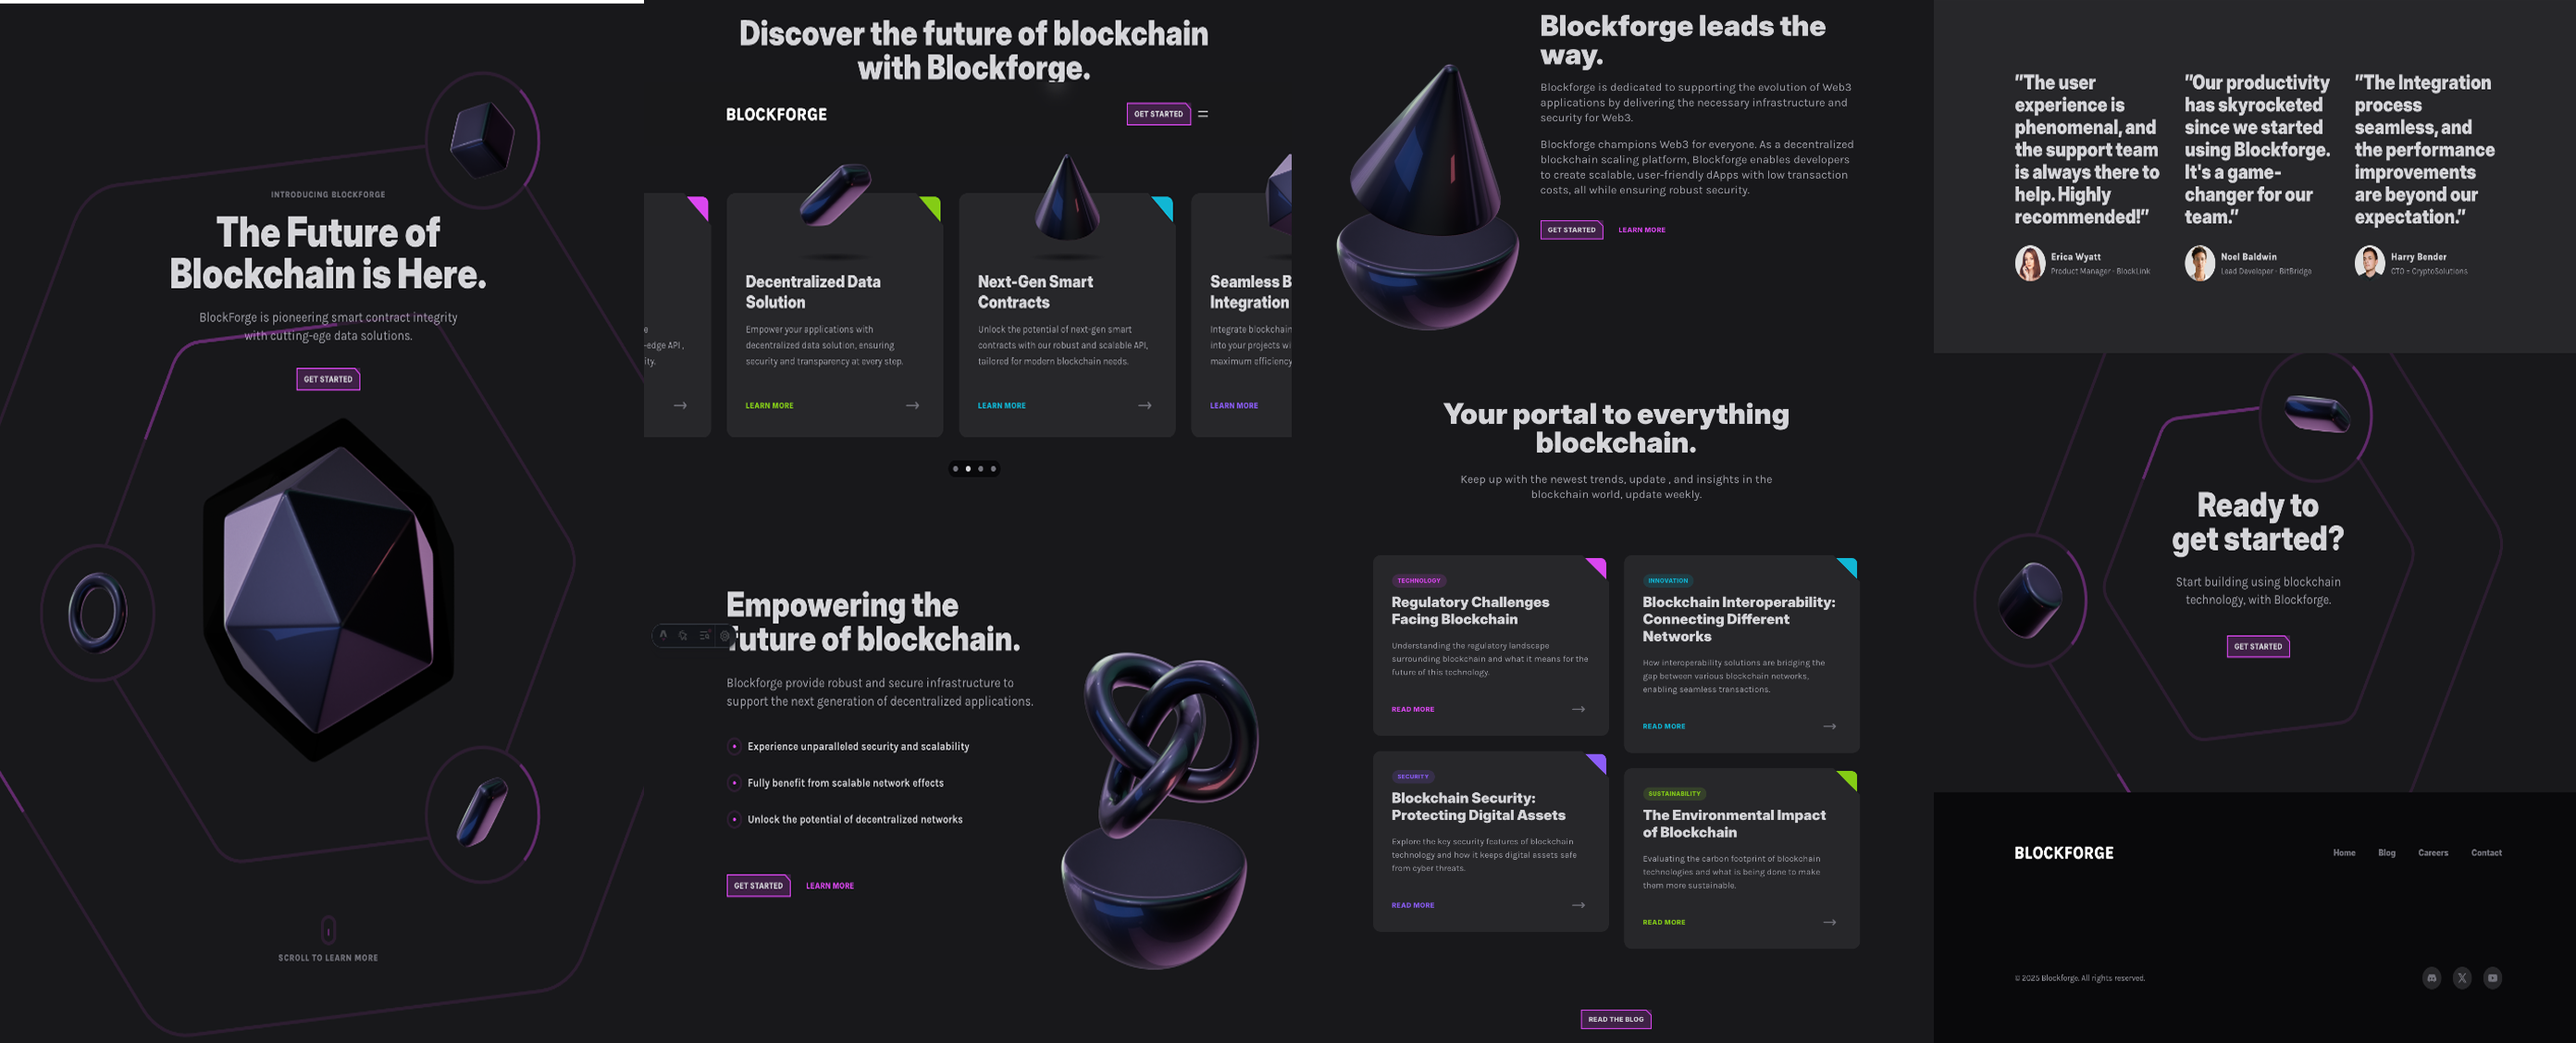 INTRODUCING BLOCKFORGE
The Future of
Blockchain is Here.
BlockForge is pioneering smart contract integrity
with cutting-ege data solutions.
GET STARTED
SCROLL TO LEARN MORE
Discover the future of blockchain
with Blockforge.
BLOCKFORGE
GET STARTED
e
-edge API ,
ity.
Decentralized Data
Solution
Empower your applications with
decentralized data solution, ensuring
security and transparency at every step.
LEARN MORE
Next-Gen Smart
Contracts
Unlock the potential of next-gen smart
contracts with our robust and scalable API,
tailored for modern blockchain needs.
LEARN MORE
Seamless B
Integration
Integrate blockchain
into your projects wi
maximum efficiency
LEARN MORE
Empowering the
future of blockchain.
Blockforge provide robust and secure infrastructure to
support the next generation of decentralized applications.
Experience unparalleled security and scalability
Fully benefit from scalable network effects
Unlock the potential of decentralized networks
GET STARTED
LEARN MORE
Blockforge leads the
way.
Blockforge is dedicated to supporting the evolution of Web3
applications by delivering the necessary infrastructure and
security for Web3.
Blockforge champions Web3 for everyone. As a decentralized
blockchain scaling platform, Blockforge enables developers
to create scalable, user-friendly dApps with low transaction
costs, all while ensuring robust security.
GET STARTED
LEARN MORE
Your portal to everything
blockchain.
Keep up with the newest trends, update , and insights in the
blockchain world, update weekly.
TECHNOLOGY
Regulatory Challenges
Facing Blockchain
Understanding the regulatory landscape
surrounding blockchain and what it means for the
future of this technology.
READ MORE
INNOVATION
Blockchain Interoperability:
Connecting Different
Networks
How interoperability solutions are bridging the
gap between various blockchain networks,
enabling seamless transactions.
READ MORE
SECURITY
Blockchain Security:
Protecting Digital Assets
Explore the key security features of blockchain
technology and how it keeps digital assets safe
from cyber threats.
READ MORE
SUSTAINABILITY
The Environmental Impact
of Blockchain
Evaluating the carbon footprint of blockchain
technologies and what is being done to make
them more sustainable.
READ MORE
READ THE BLOG
"The user
experience is
phenomenal, and
the support team
is always there to
help. Highly
recommended!"
Erica Wyatt
Product Manager - BlockLink
"Our productivity
has skyrocketed
since we started
using Blockforge.
It's a game-
changer for our
team."
Noel Baldwin
Lead Developer - BitBridge
"The Integration
process
seamless, and
the performance
improvements
are beyond our
expectation."
Harry Bender
CTO - CryptoSolutions
Ready to
get started?
Start building using blockchain
technology, with Blockforge.
GET STARTED
BLOCKFORGE
Home
Blog
Careers
Contact
© 2025 Blockforge. All rights reserved.